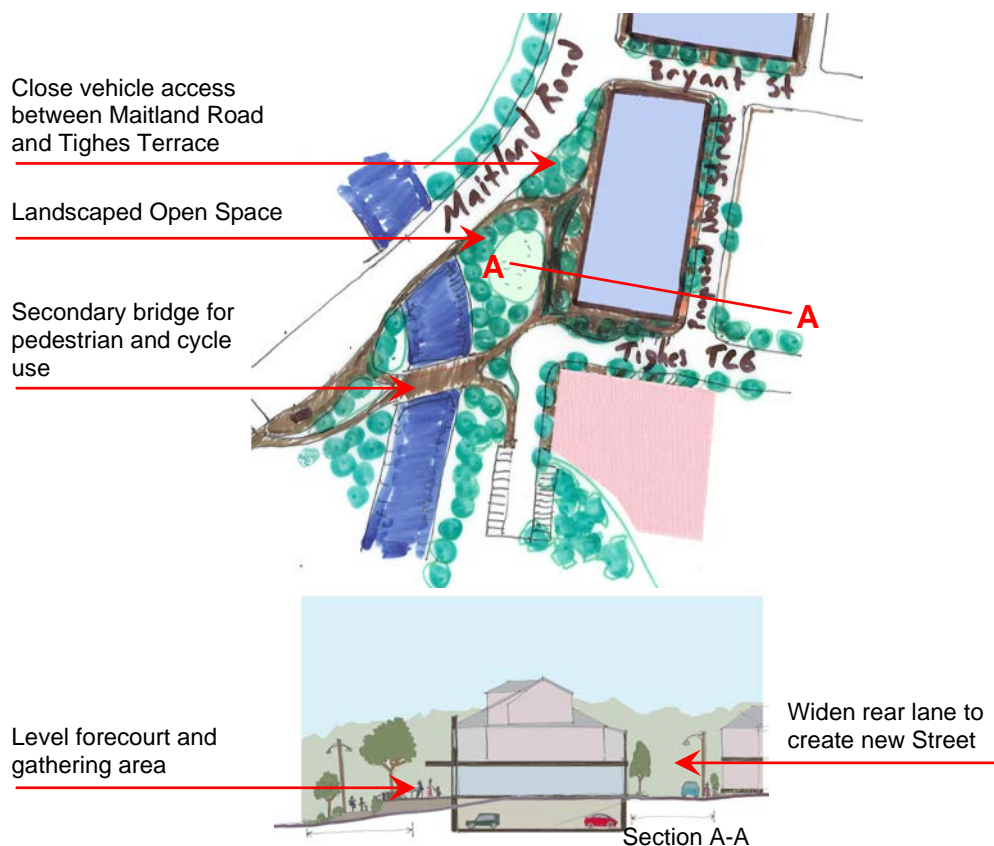 Close vehicle access
between Maitland Road
and Tighes Terrace
Landscaped Open Space
Secondary bridge for
pedestrian and cycle
use
Maitland Road
Bryant St
Proposed New Street
A
A
Tighes TCE
Level forecourt and
gathering area
Widen rear lane to
create new Street
Section A-A